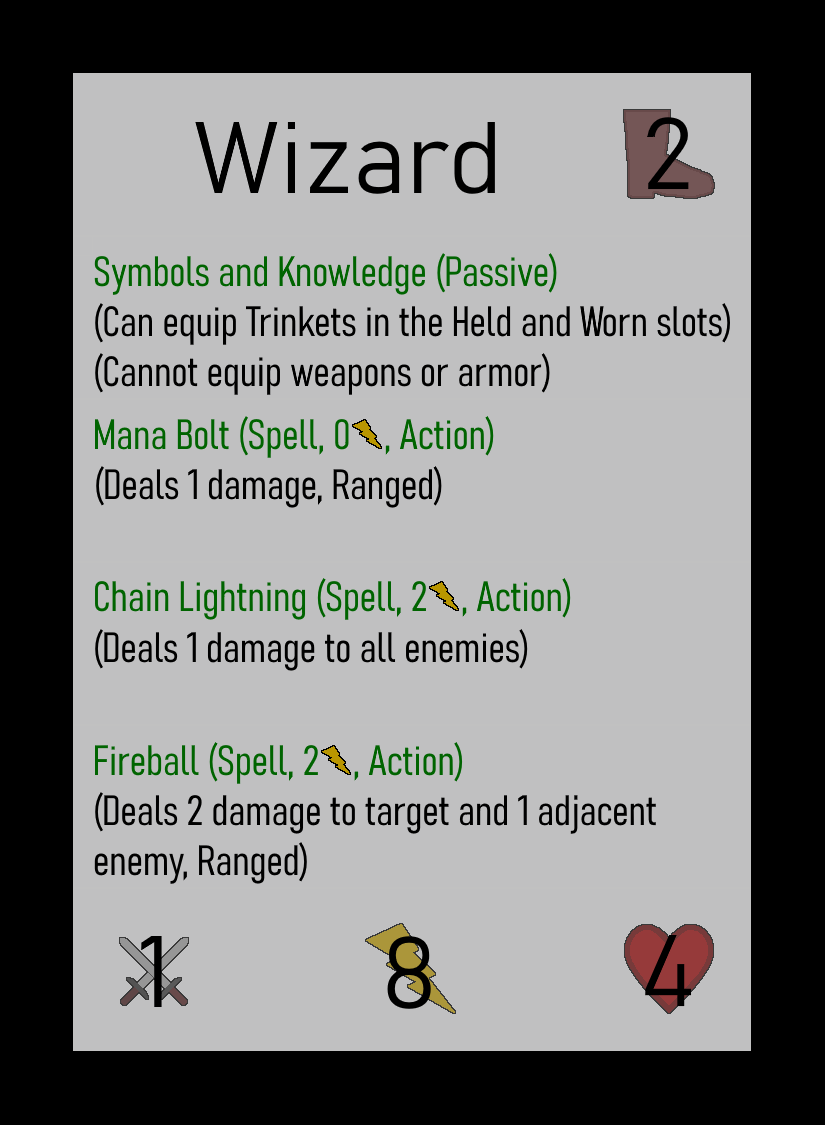 Wizard
2
Symbols and Knowledge (Passive)
(Can equip Trinkets in the Held and Worn slots)
(Cannot equip weapons or armor)
Mana Bolt (Spell, 0, Action)
(Deals 1 damage, Ranged)
Chain Lightning (Spell, 2, Action)
(Deals 1 damage to all enemies)
Fireball (Spell, 2, Action)
(Deals 2 damage to target and 1 adjacent
enemy, Ranged)
1
8
4